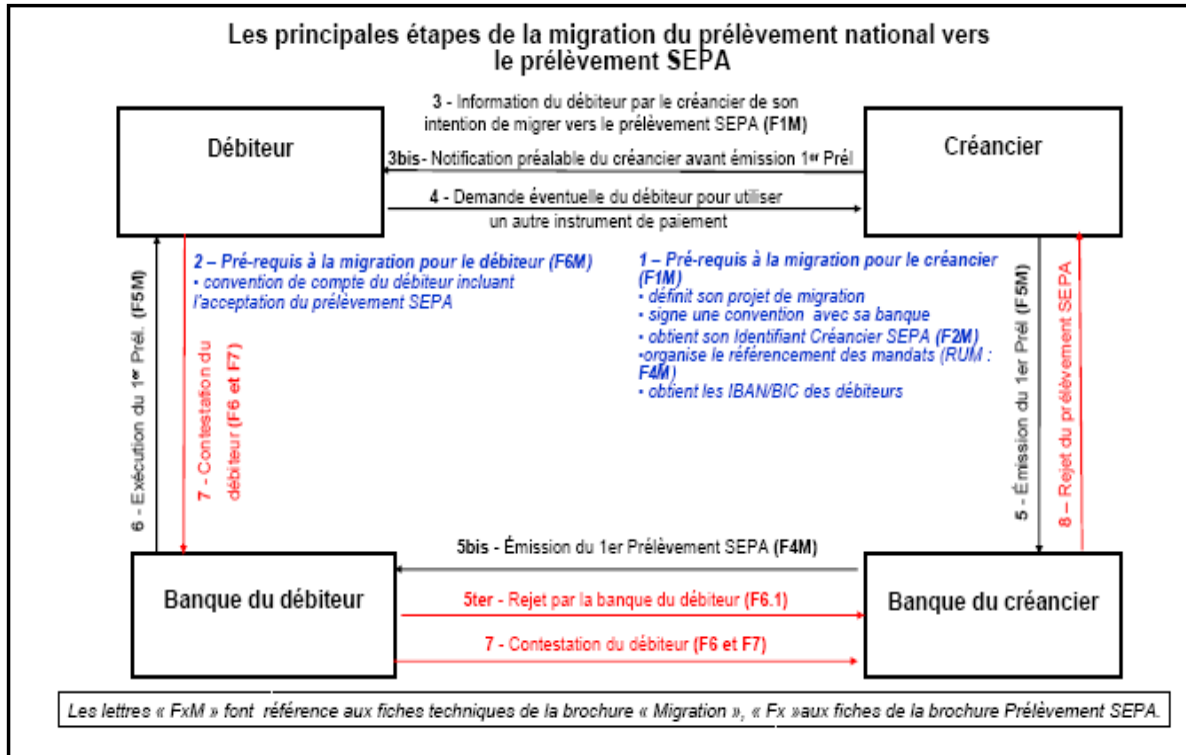 Les principales étapes de la migration du prélèvement national vers
le prélèvement SEPA
3 - Information du débiteur par le créancier de son
intention de migrer vers le prélèvement SEPA (F1M)
Débiteur
Créancier
3bis- Notification préalable du créancier avant émission 1er Prél
4 - Demande éventuelle du débiteur pour utiliser
un autre instrument de paiement
2 – Pré-requis à la migration pour le débiteur (F6M)
• convention de compte du débiteur incluant
l'acceptation du prélèvement SEPA
1 – Pré-requis à la migration pour le créancier
(F1M)
• définit son projet de migration
• signe une convention avec sa banque
• obtient son Identifiant Créancier SEPA (F2M)
•organise le référencement des mandats (RUM :
F4M)
• obtient les IBAN/BIC des débiteurs
6 - Exécution du 1er Prél. (F5M)
7 - Contestation du
débiteur (F6 et F7)
5 - Émission du 1er Prél (F5M)
8 – Rejet du prélèvement SEPA
5bis - Émission du 1er Prélèvement SEPA (F4M)
Banque du débiteur
5ter - Rejet par la banque du débiteur (F6.1)
Banque du créancier
7 - Contestation du débiteur (F6 et F7)
Les lettres « FxM » font référence aux fiches techniques de la brochure « Migration », « Fx »aux fiches de la brochure Prélèvement SEPA.